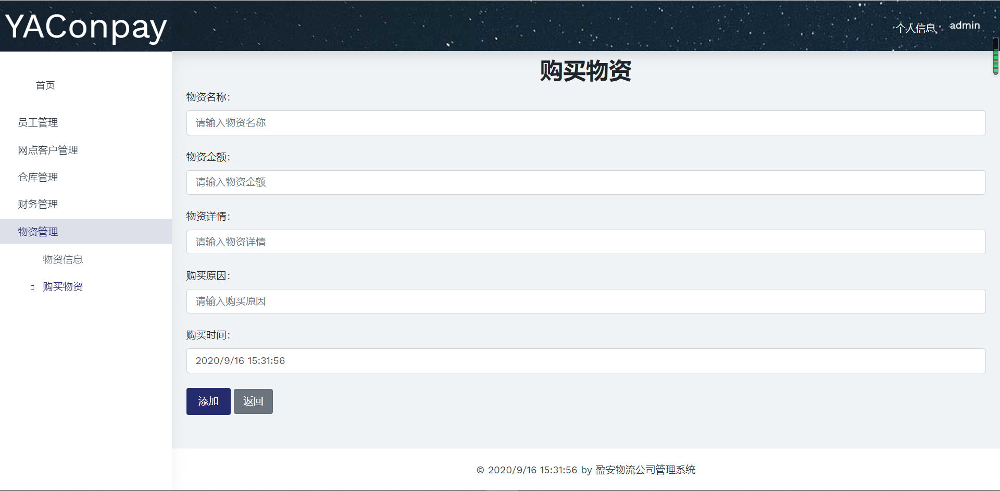 YAConpay
个人信息
admin
首页
员工管理
网点客户管理
仓库管理
财务管理
物资管理
物资信息
购买物资
购买物资
物资名称:
请输入物资名称
物资金额:
请输入物资金额
物资详情:
请输入物资详情
购买原因:
请输入购买原因
购买时间:
2020/9/16 15:31:56
添加
返回
© 2020/9/16 15:31:56 by 盈安物流公司管理系统